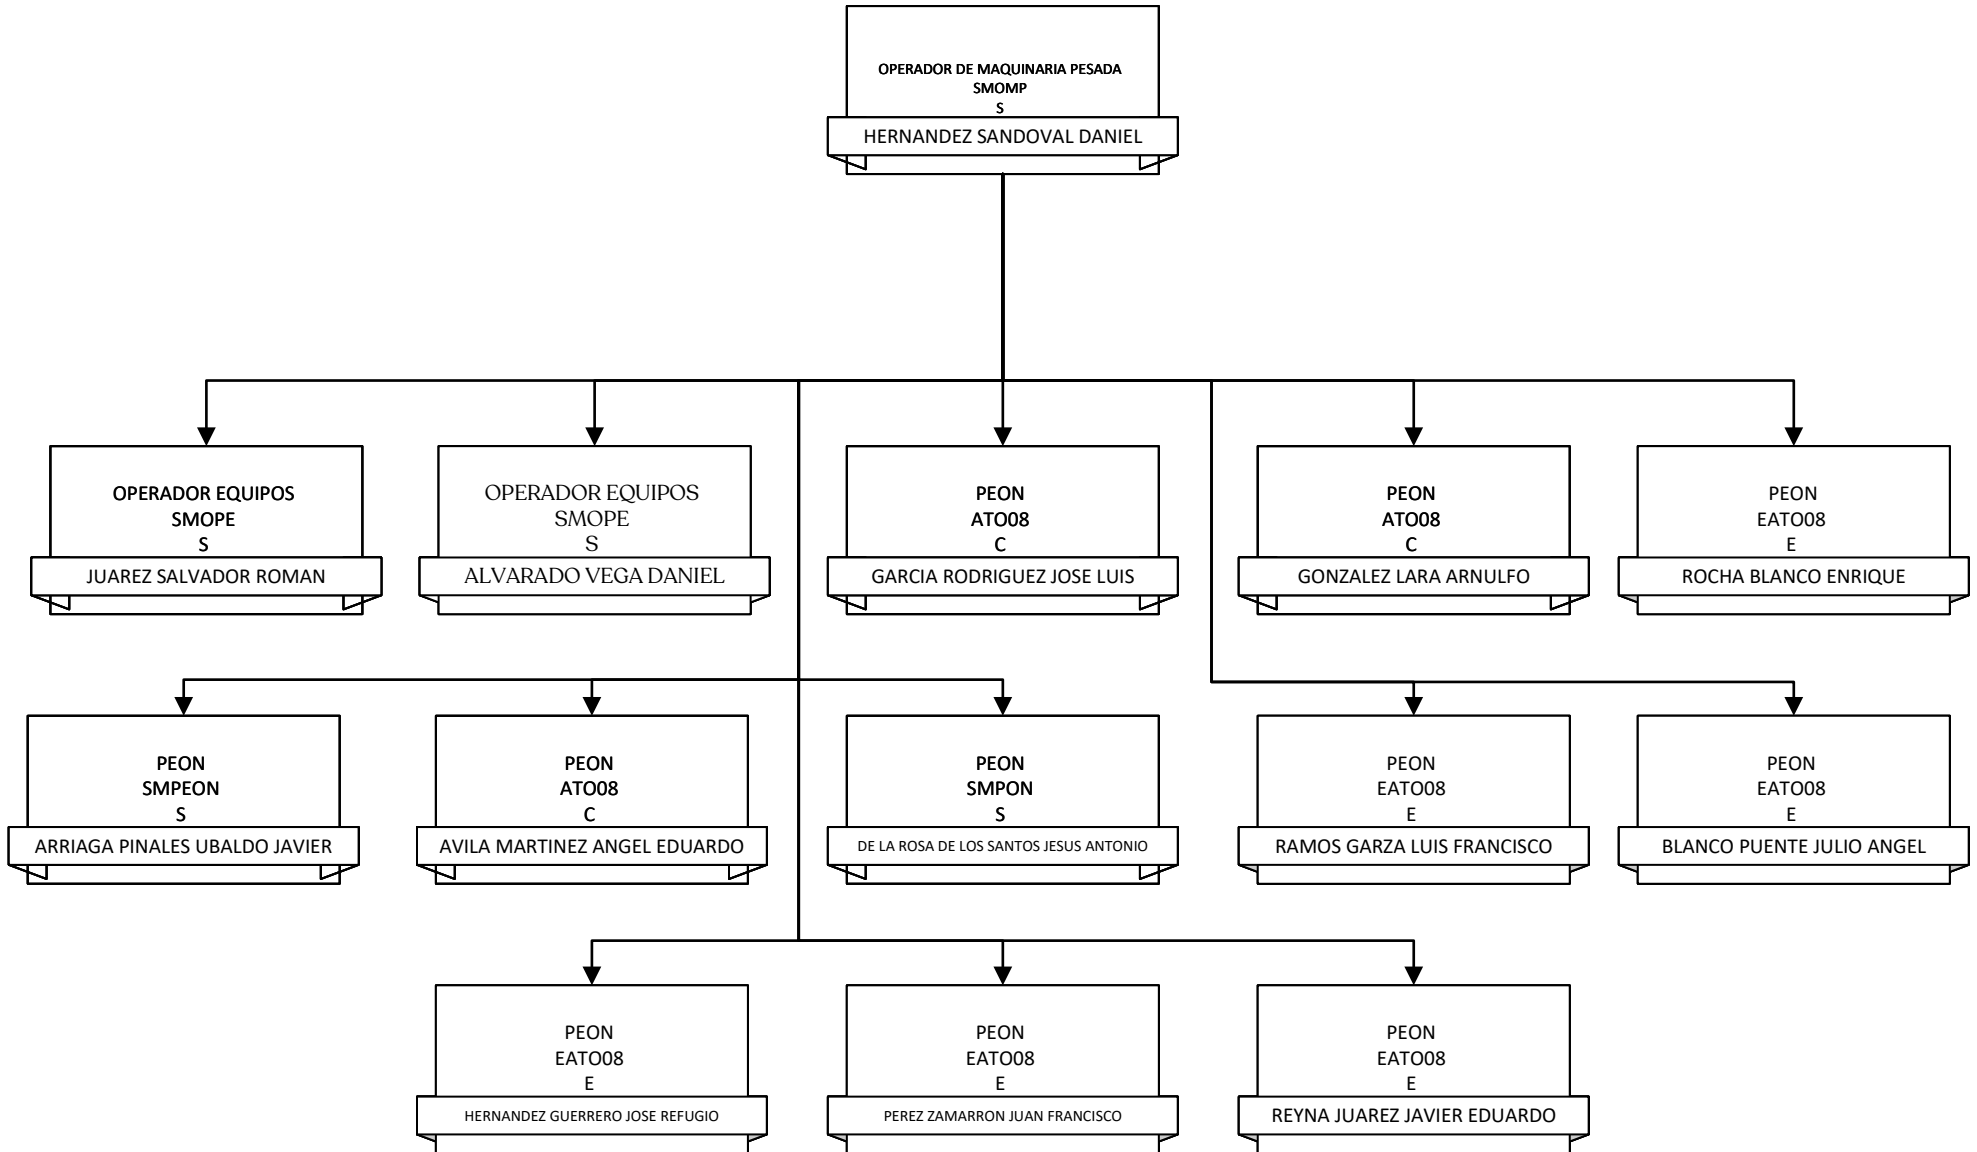 OPERADOR DE MAQUINARIA PESADA
SMOMP
S
HERNANDEZ SANDOVAL DANIEL
OPERADOR EQUIPOS
SMOPE
S
JUAREZ SALVADOR ROMAN
OPERADOR EQUIPOS
SMOPE
S
ALVARADO VEGA DANIEL
PEON
ATO08
C
GARCIA RODRIGUEZ JOSE LUIS
PEON
ATO08
C
GONZALEZ LARA ARNULFO
PEON
EATO08
E
ROCHA BLANCO ENRIQUE
PEON
SMPEON
S
ARRIAGA PINALES UBALDO JAVIER
PEON
ATO08
C
AVILA MARTINEZ ANGEL EDUARDO
PEON
SMPON
S
DE LA ROSA DE LOS SANTOS JESUS ANTONIO
PEON
EATO08
E
RAMOS GARZA LUIS FRANCISCO
PEON
EATO08
E
BLANCO PUENTE JULIO ANGEL
PEON
EATO08
E
HERNANDEZ GUERRERO JOSE REFUGIO
PEON
EATO08
E
PEREZ ZAMARRON JUAN FRANCISCO
PEON
EATO08
E
REYNA JUAREZ JAVIER EDUARDO